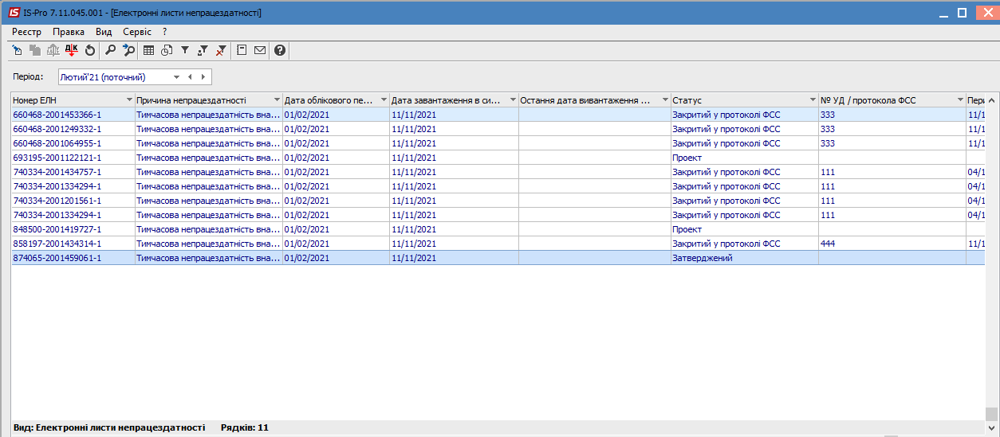 IS IS-Pro 7.11.045.001 - [Електронні листи непрацездатності]
Реєстр Правка Вид Сервіс ?
Період: Лютий'21 (поточний)
Номер ЕЛН Причина непрацездатності Дата облікового пе... Дата завантаження в си... Остання дата вивантаження ... Статус № УД / протокола ФСС Пері
660468-2001453366-1 Тимчасова непрацездатність вна... 01/02/2021 11/11/2021 Закритий у протоколі ФСС 333 11/1
660468-2001249332-1 Тимчасова непрацездатність вна... 01/02/2021 11/11/2021 Закритий у протоколі ФСС 333 11/1
660468-2001064955-1 Тимчасова непрацездатність вна... 01/02/2021 11/11/2021 Закритий у протоколі ФСС 333 11/1
693195-2001122121-1 Тимчасова непрацездатність вна... 01/02/2021 11/11/2021 Проект
740334-2001434757-1 Тимчасова непрацездатність вна... 01/02/2021 11/11/2021 Закритий у протоколі ФСС 111 04/1
740334-2001334294-1 Тимчасова непрацездатність вна... 01/02/2021 11/11/2021 Закритий у протоколі ФСС 111 04/1
740334-2001201561-1 Тимчасова непрацездатність вна... 01/02/2021 11/11/2021 Закритий у протоколі ФСС 111 04/1
740334-2001334294-1 Тимчасова непрацездатність вна... 01/02/2021 11/11/2021 Закритий у протоколі ФСС 111 04/1
848500-2001419727-1 Тимчасова непрацездатність вна... 01/02/2021 11/11/2021 Проект
858197-2001434314-1 Тимчасова непрацездатність вна... 01/02/2021 11/11/2021 Закритий у протоколі ФСС 444 11/1
874065-2001459061-1 Тимчасова непрацездатність вна... 01/02/2021 11/11/2021 Затверджений
Вид: Електронні листи непрацездатності Рядків: 11